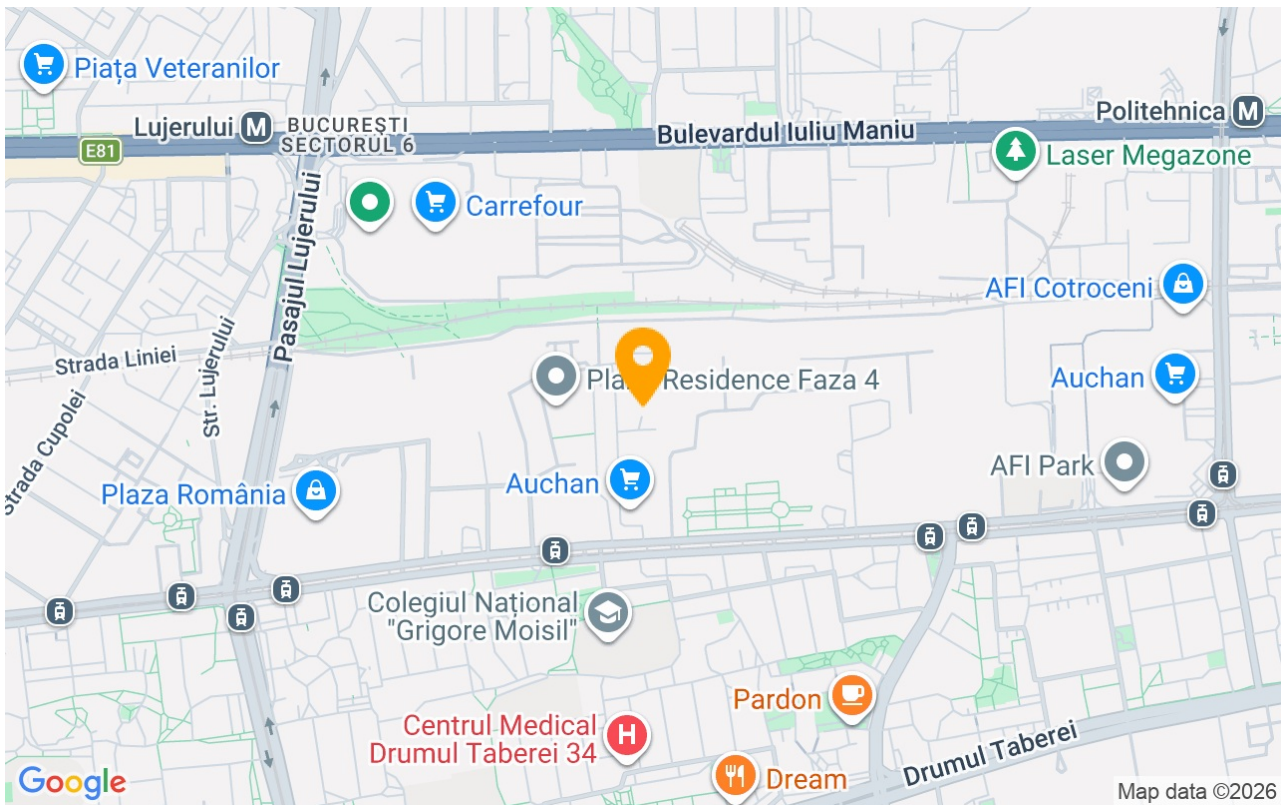 Piața Veteranilor
Lujerului M
BUCUREȘTI
SECTORUL 6
E81
Bulevardul Iuliu Maniu
Politehnica M
Laser Megazone
Carrefour
Pasajul Lujerului
AFI Cotroceni
Strada Liniei
Str. Lujerului
Strada Cupolei
Residence Faza 4
Auchan
Plaza România
Auchan
AFI Park
Colegiul Național
"Grigore Moisil"
Pardon
Centrul Medical
Drumul Taberei 34
H
Drumul Taberei
Dream
Google
Map data ©2026